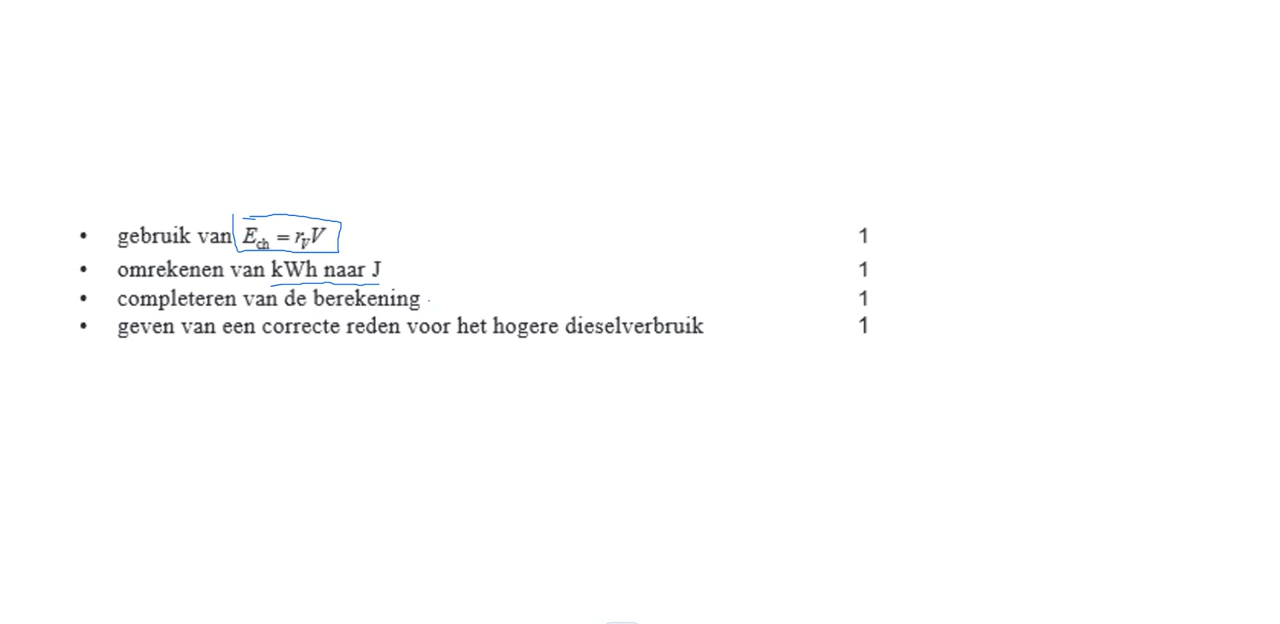 • gebruik van E_ch = r_V V 1
• omrekenen van kWh naar J 1
• completeren van de berekening 1
• geven van een correcte reden voor het hogere dieselverbruik 1